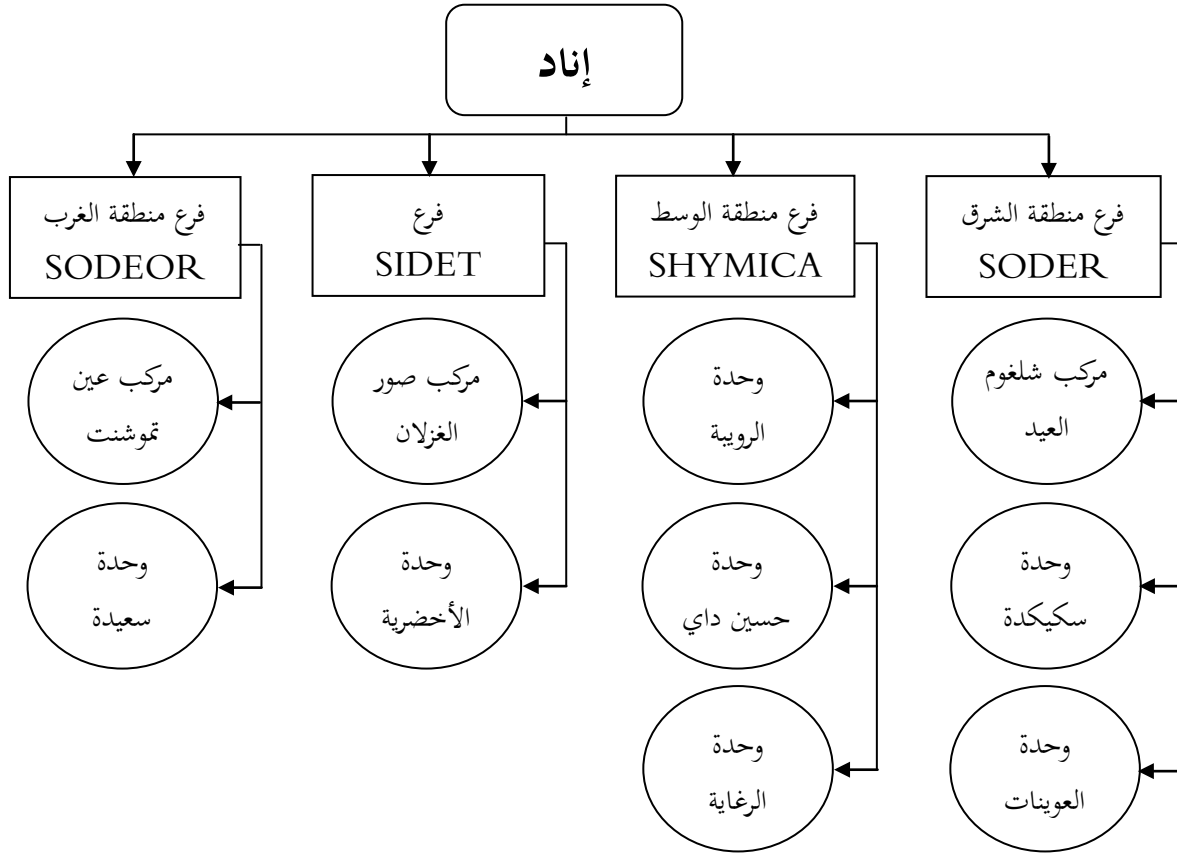 إناد
فرع منطقة الشرق
SODER
فرع منطقة الوسط
SHYMICA
فرع
SIDET
فرع منطقة الغرب
SODEOR
مركب شلغوم
العيد
وحدة
الرويبة
مركب صور
الغزلان
مركب عين
تموشنت
وحدة
سكيكدة
وحدة
حسين داي
وحدة
الأخضرية
وحدة
سعيدة
وحدة
العوينات
وحدة
الرغاية